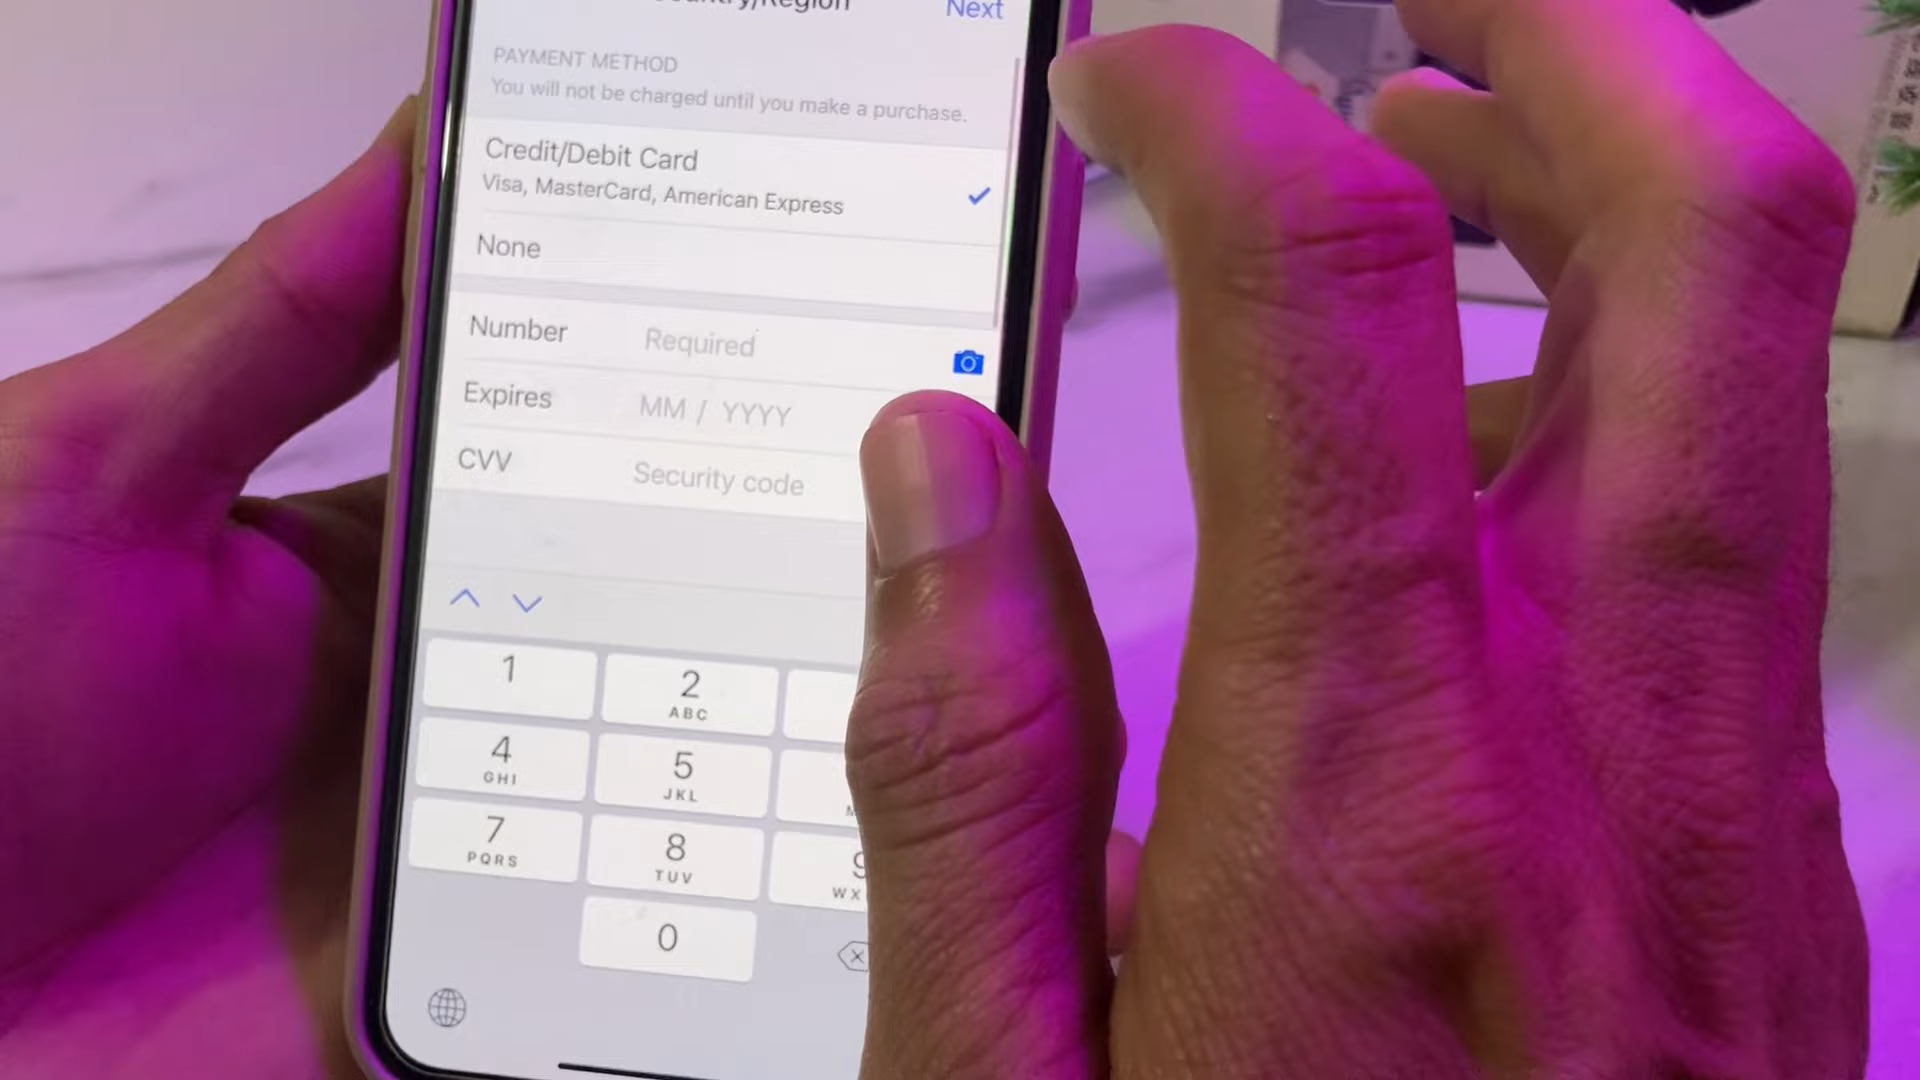 Next
PAYMENT METHOD
You will not be charged until you make a purchase.
Credit/Debit Card
Visa, MasterCard, American Express
None
Number Required
Expires MM / YYYY
CVV Security code
1 2
ABC
4 5
GHI JKL
7 8 9
PQRS TUV WX
0